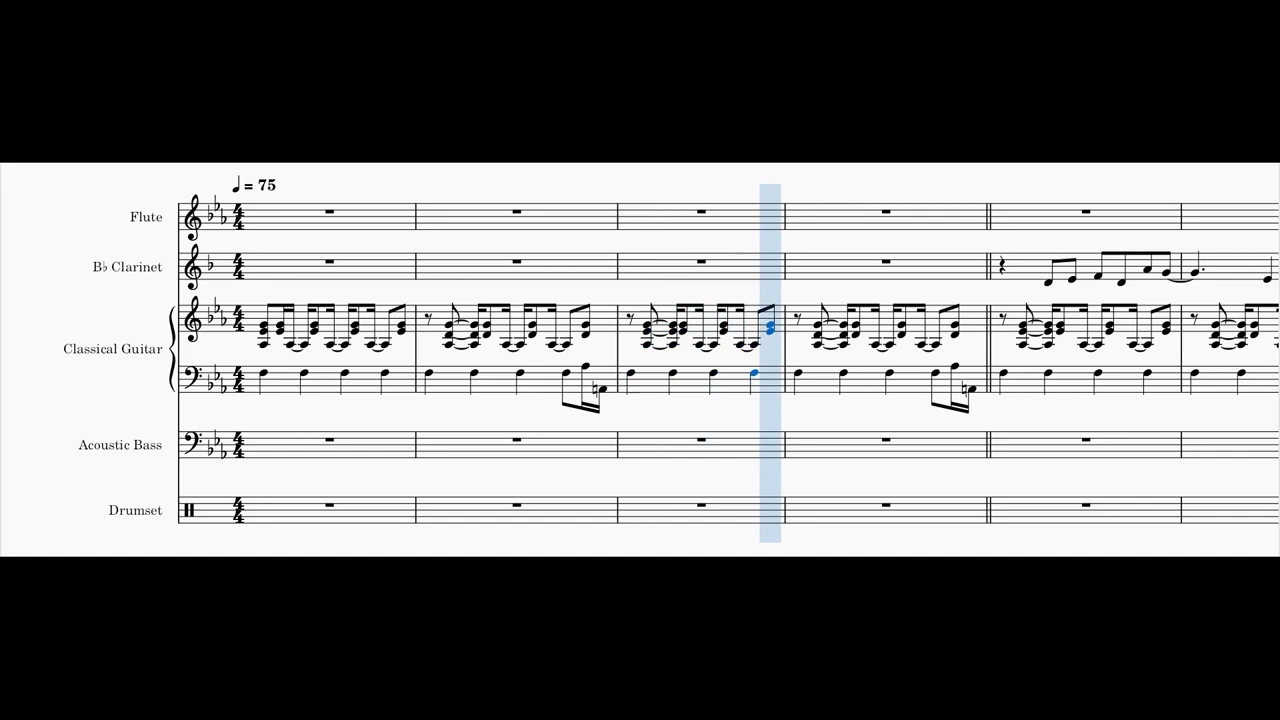 ♩ = 75
Flute
B♭ Clarinet
Classical Guitar
Acoustic Bass
Drumset